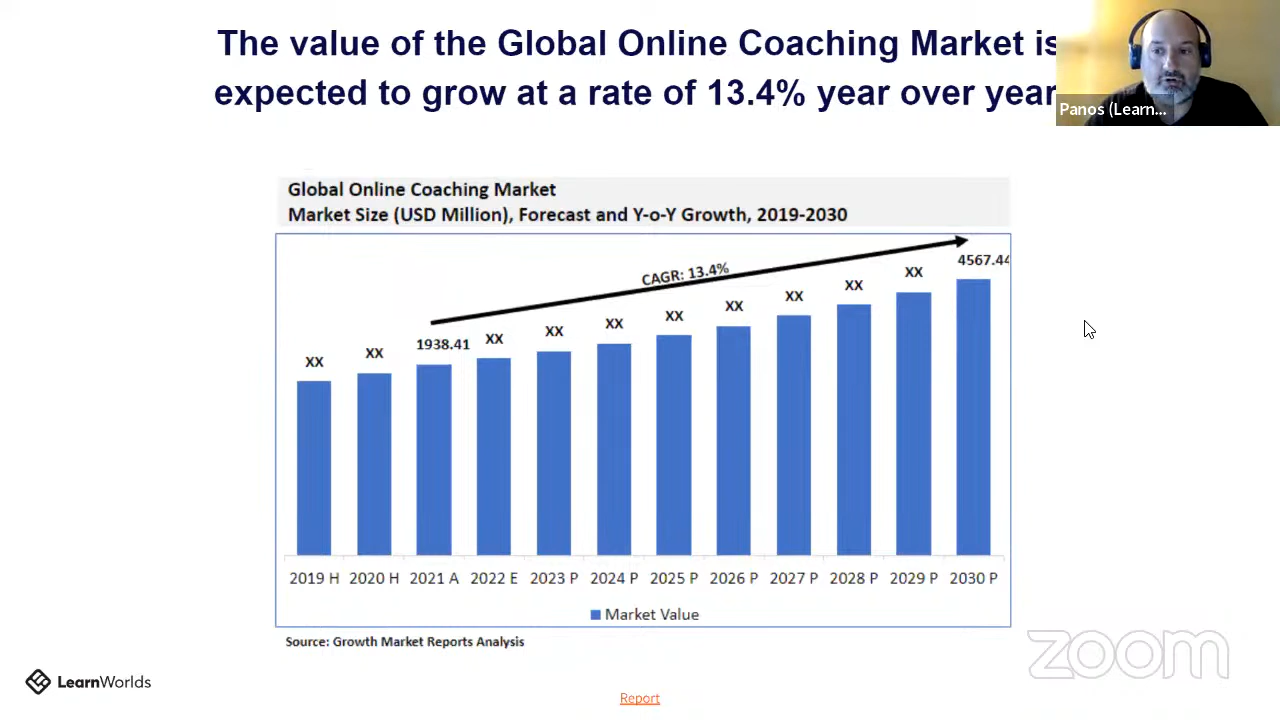 The value of the Global Online Coaching Market is
expected to grow at a rate of 13.4% year over year
Panos (Learn...
Global Online Coaching Market
Market Size (USD Million), Forecast and Y-o-Y Growth, 2019-2030
CAGR: 13.4%
XX XX 1938.41 XX XX XX XX XX XX XX XX 4567.44
2019 H 2020 H 2021 A 2022 E 2023 P 2024 P 2025 P 2026 P 2027 P 2028 P 2029 P 2030 P
Market Value
Source: Growth Market Reports Analysis
zoom
LearnWorlds
Report